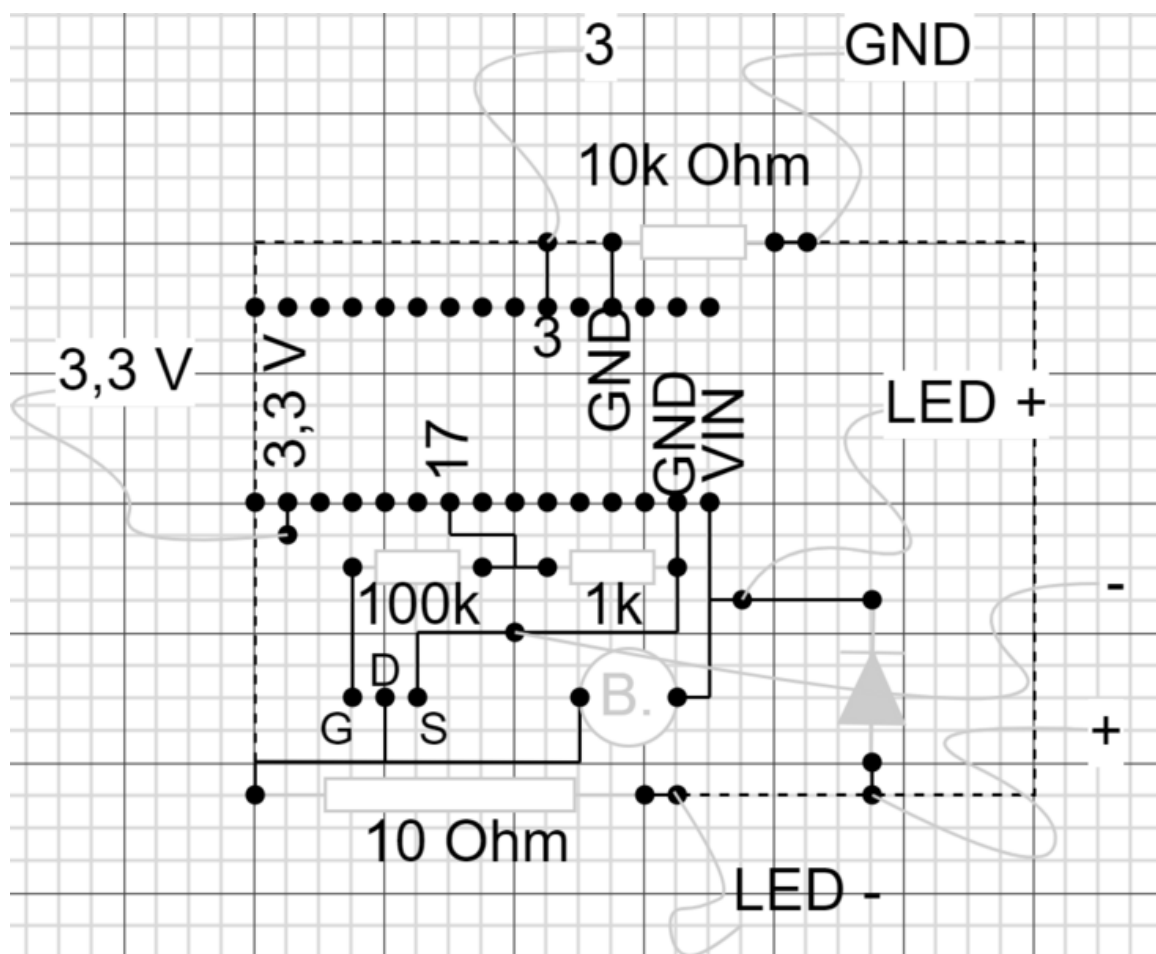 3
GND
10k Ohm
3
GND
3,3 V
3,3 V
GND
VIN
LED +
17
100k
1k
-
D
B.
G
S
+
10 Ohm
LED -